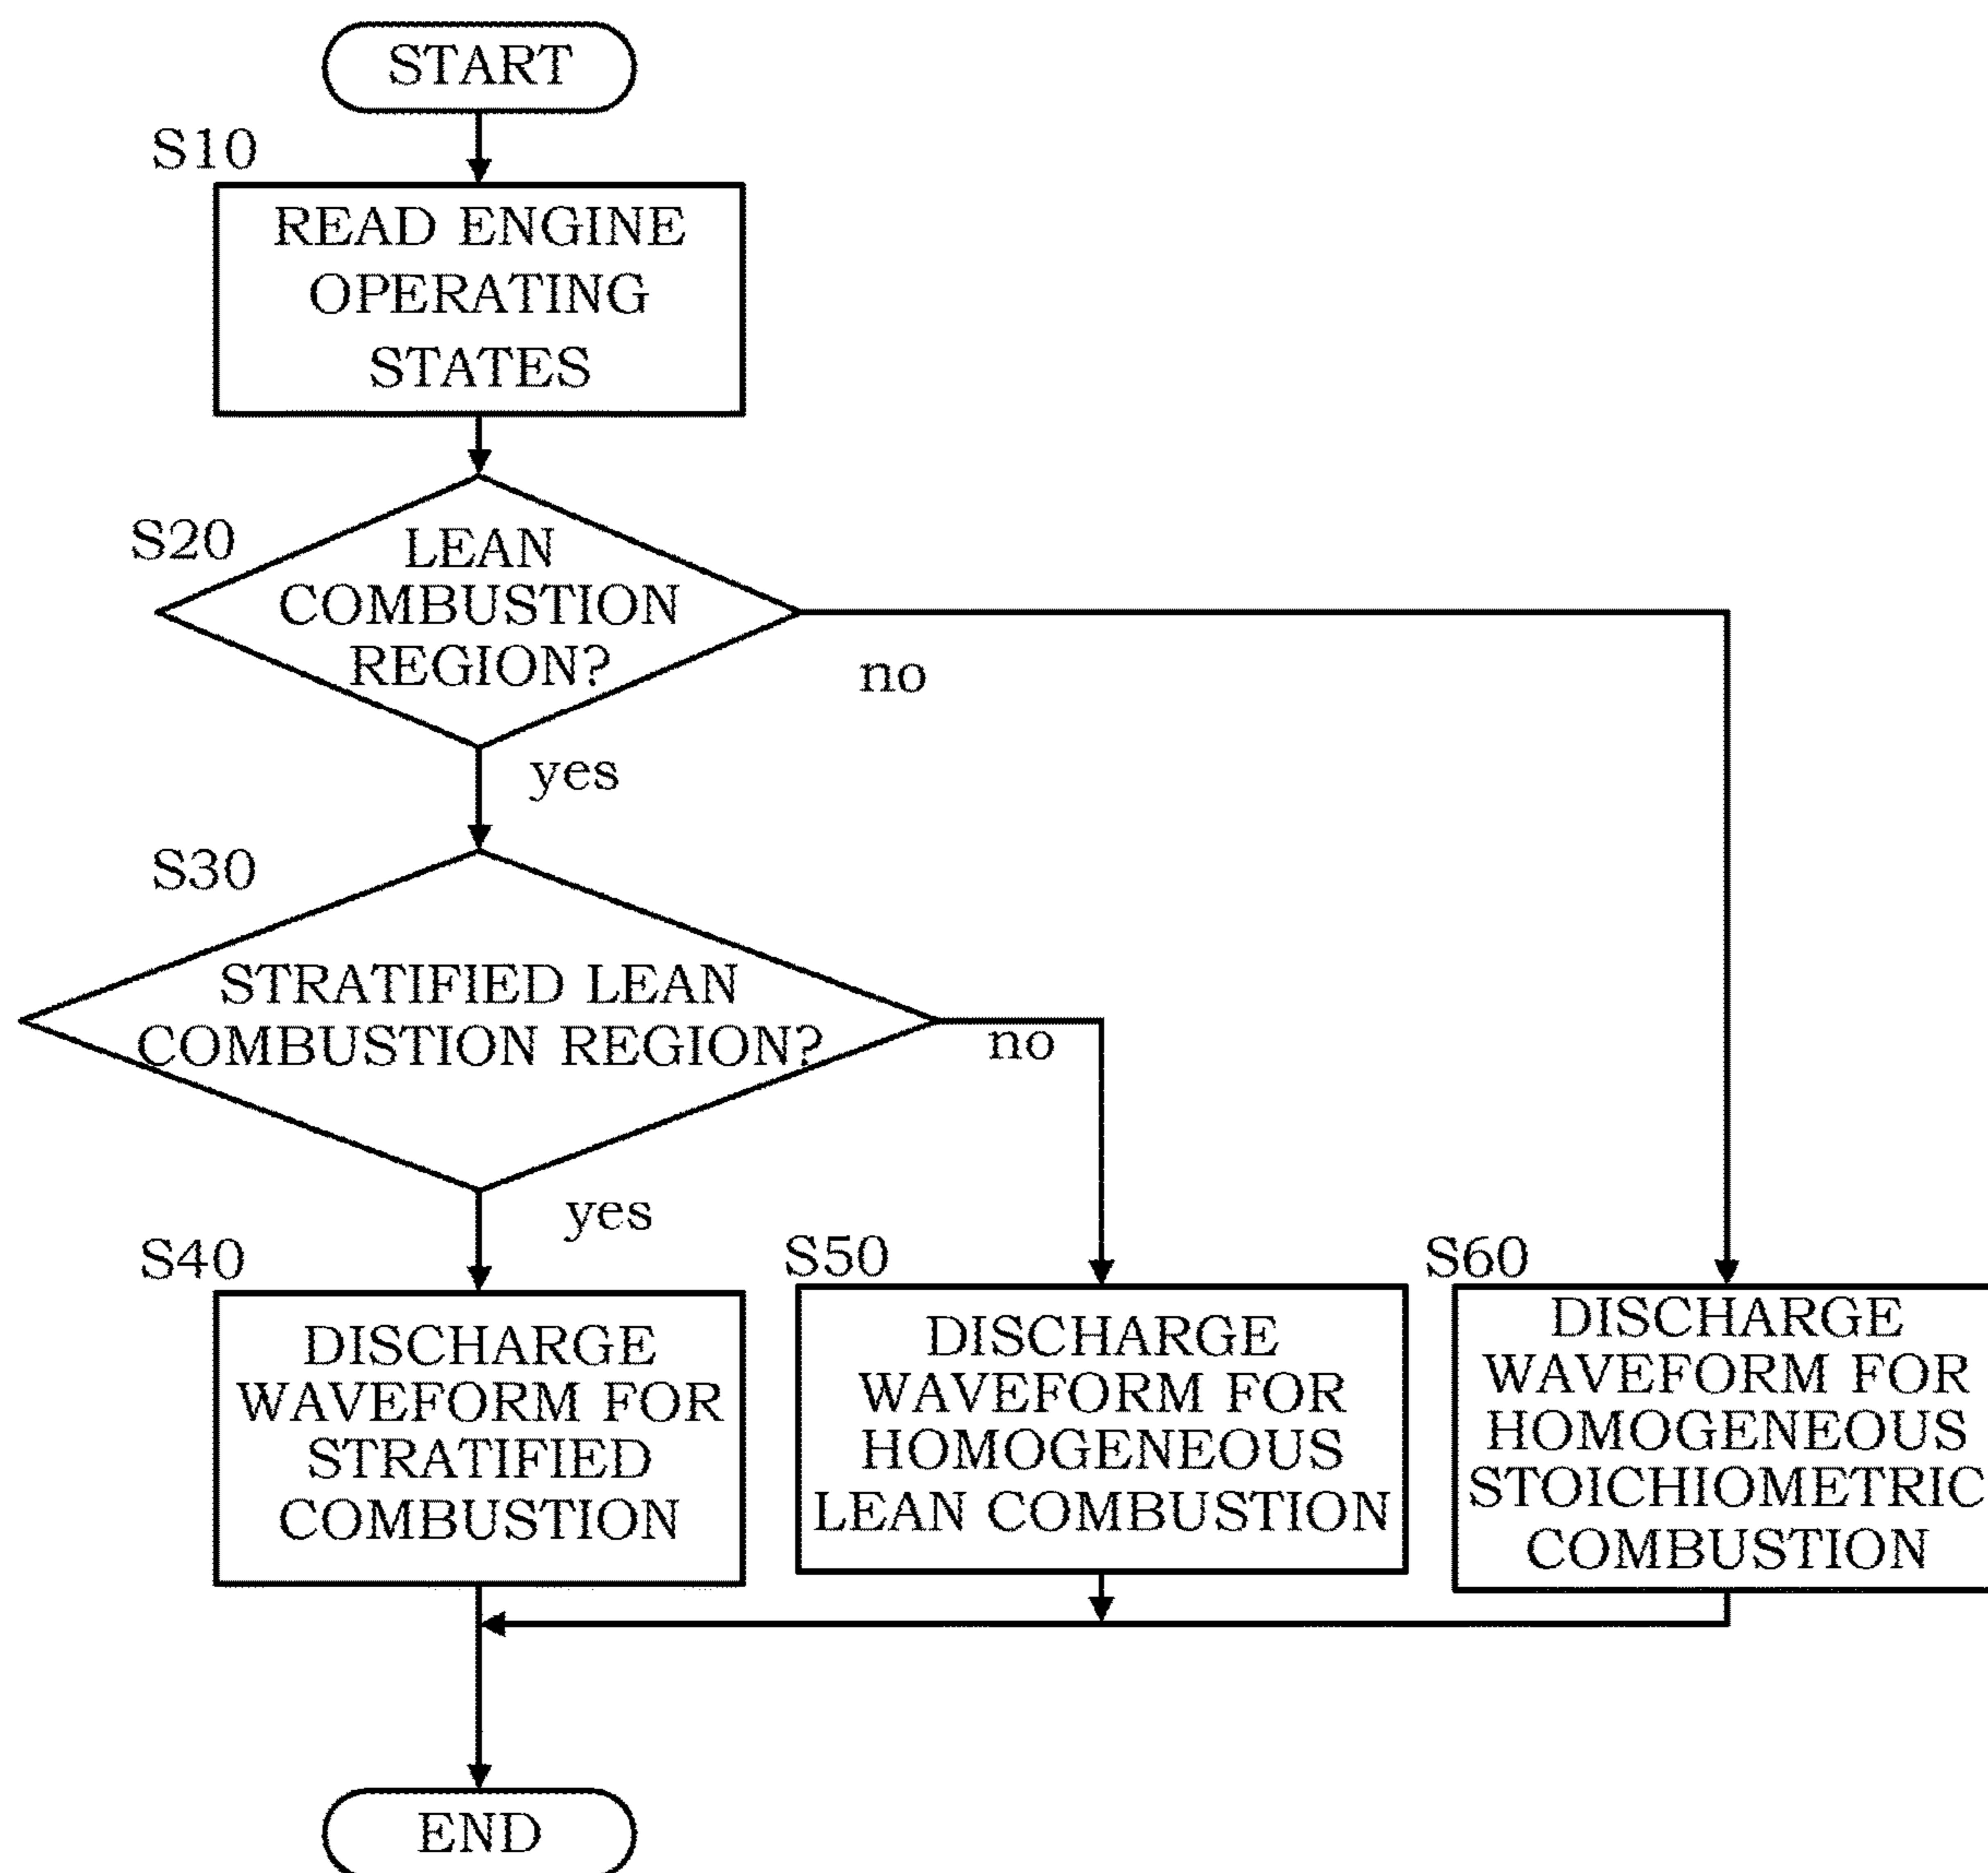 START
S10
READ ENGINE
OPERATING
STATES
S20
LEAN
COMBUSTION
REGION?
no
yes
S30
STRATIFIED LEAN
COMBUSTION REGION?
no
yes
S40
DISCHARGE
WAVEFORM FOR
STRATIFIED
COMBUSTION
S50
DISCHARGE
WAVEFORM FOR
HOMOGENEOUS
LEAN COMBUSTION
S60
DISCHARGE
WAVEFORM FOR
HOMOGENEOUS
STOICHIOMETRIC
COMBUSTION
END